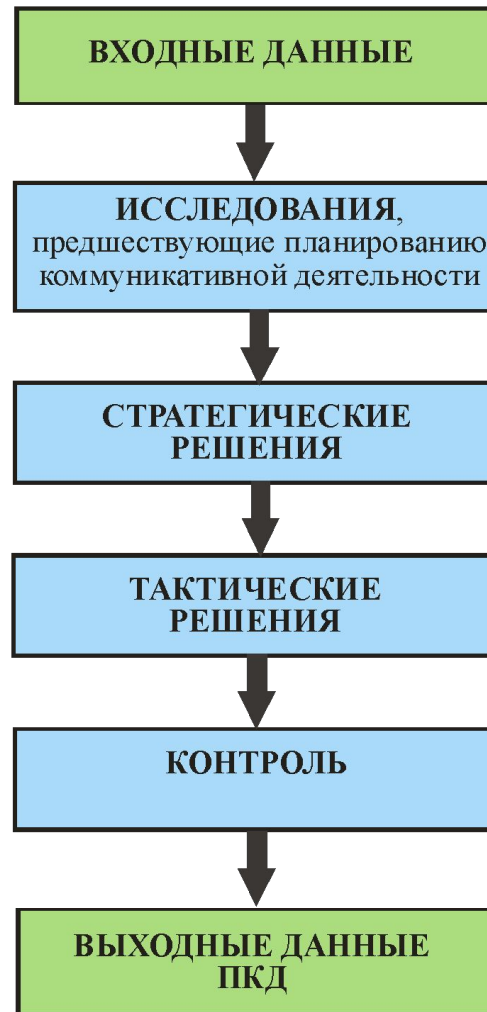 ВХОДНЫЕ ДАННЫЕ
ИССЛЕДОВАНИЯ,
предшествующие планированию
коммуникативной деятельности
СТРАТЕГИЧЕСКИЕ
РЕШЕНИЯ
ТАКТИЧЕСКИЕ
РЕШЕНИЯ
КОНТРОЛЬ
ВЫХОДНЫЕ ДАННЫЕ
ПКД